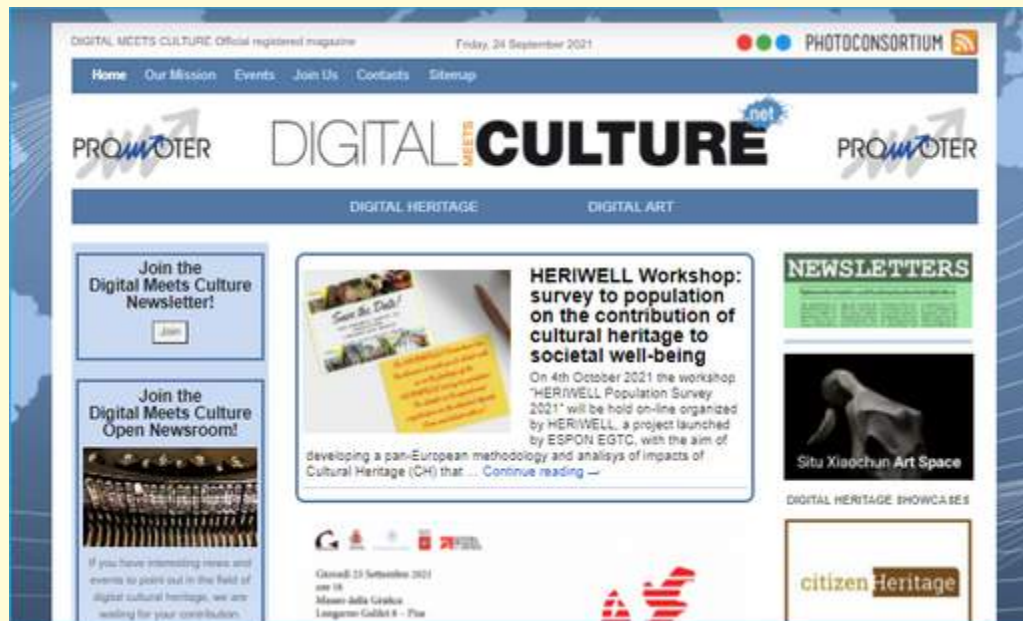 DIGITAL MEETS CULTURE Official registered magazine
Friday, 24 September 2021
PHOTOCONSORTIUM
Home Our Mission Events Join Us Contacts Sitemap
PROMOTER
DIGITAL MEETS CULTURE .net
PROMOTER
DIGITAL HERITAGE DIGITAL ART
Join the
Digital Meets Culture
Newsletter!
Join
Join the
Digital Meets Culture
Open Newsroom!
If you have interesting news and
events to point out in the field of
digital cultural heritage, we are
waiting for your contribution.
Save the Date!
HERIWELL Workshop:
survey to population
on the contribution of
cultural heritage to
societal well-being
On 4th October 2021 the workshop
"HERIWELL Population Survey
2021" will be hold on-line organized
by HERIWELL, a project launched
by ESPON EGTC, with the aim of
developing a pan-European methodology and analisys of impacts of
Cultural Heritage (CH) that ... Continue reading →
Giovedì 23 Settembre 2021
ore 18
Museo della Grafica
Lungarno Galilei 8 - Pisa
NEWSLETTERS
Situ Xiaochun Art Space
DIGITAL HERITAGE SHOWCASES
citizen Heritage